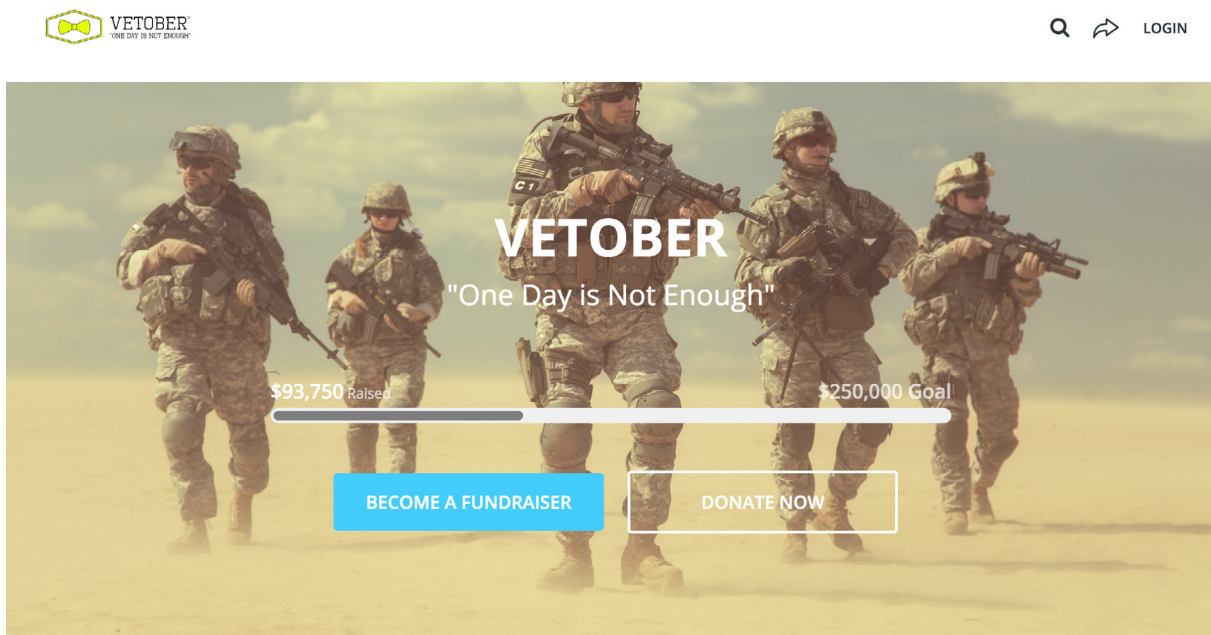 VETOBER
"ONE DAY IS NOT ENOUGH"
LOGIN
C1
VETOBER
"One Day is Not Enough"
$93,750 Raised
$250,000 Goal
BECOME A FUNDRAISER
DONATE NOW